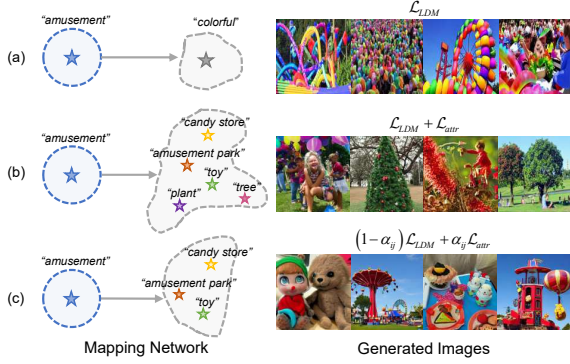 "amusement"
"colorful"
(a)
ℒ_LDM
"amusement"
"candy store"
"amusement park"
"toy"
"plant"
"tree"
(b)
ℒ_LDM + ℒ_attr
"amusement"
"candy store"
"amusement park"
"toy"
(c)
(1−α_ij) ℒ_LDM + α_ij ℒ_attr
Mapping Network
Generated Images